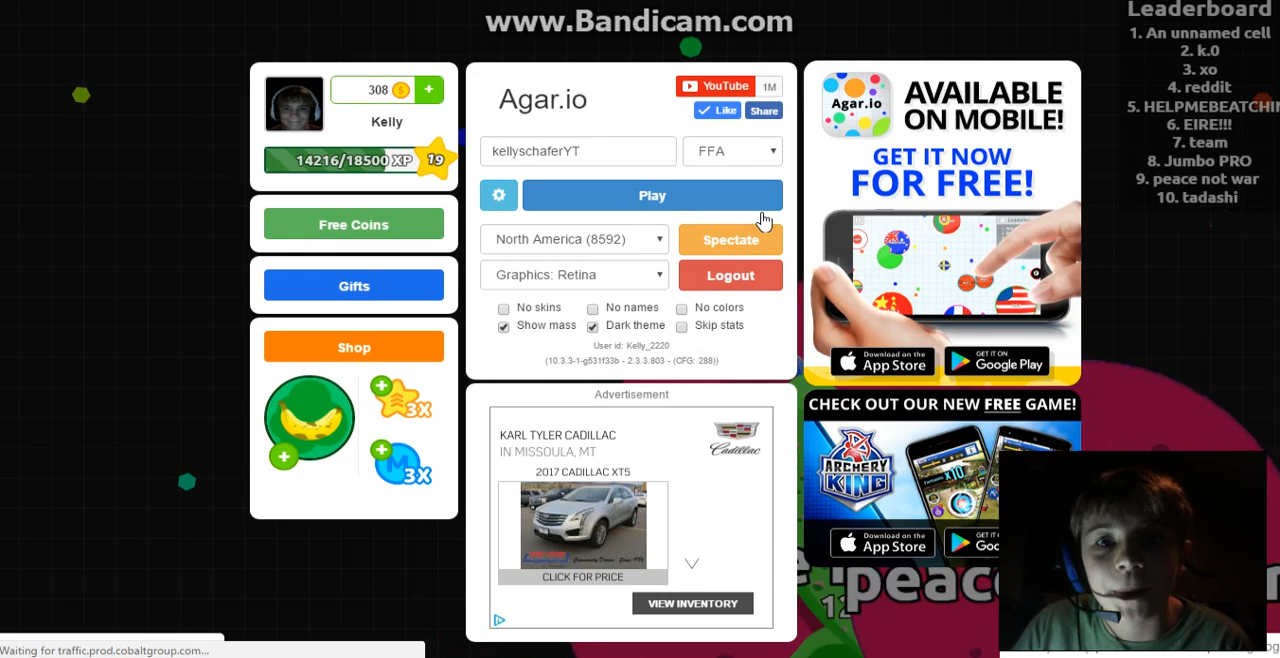 www.Bandicam.com
308
Kelly
14216/18500 XP
19
Free Coins
Gifts
Shop
3X
3X
Agar.io
YouTube 1M
Like Share
kellyschaferYT
FFA
Play
North America (8592)
Spectate
Graphics: Retina
Logout
No skins No names No colors
Show mass Dark theme Skip stats
User id: Kelly_2220
(10.3.3-1-g531f33b - 2.3.3.803 - (CFG: 288))
Advertisement
KARL TYLER CADILLAC
IN MISSOULA, MT
Cadillac
2017 CADILLAC XT5
CLICK FOR PRICE
VIEW INVENTORY
Agar.io
AVAILABLE
ON MOBILE!
GET IT NOW
FOR FREE!
Download on the App Store
GET IT ON Google Play
CHECK OUT OUR NEW FREE GAME!
ARCHERY
KING
X10
Download on the App Store
GET IT
Goo
peac
12
Leaderboard
1. An unnamed cell
2. k.0
3. xo
4. reddit
5. HELPMEBEATCHIN
6. EIRE!!!
7. team
8. Jumbo PRO
9. peace not war
10. tadashi
Waiting for traffic.prod.cobaltgroup.com...